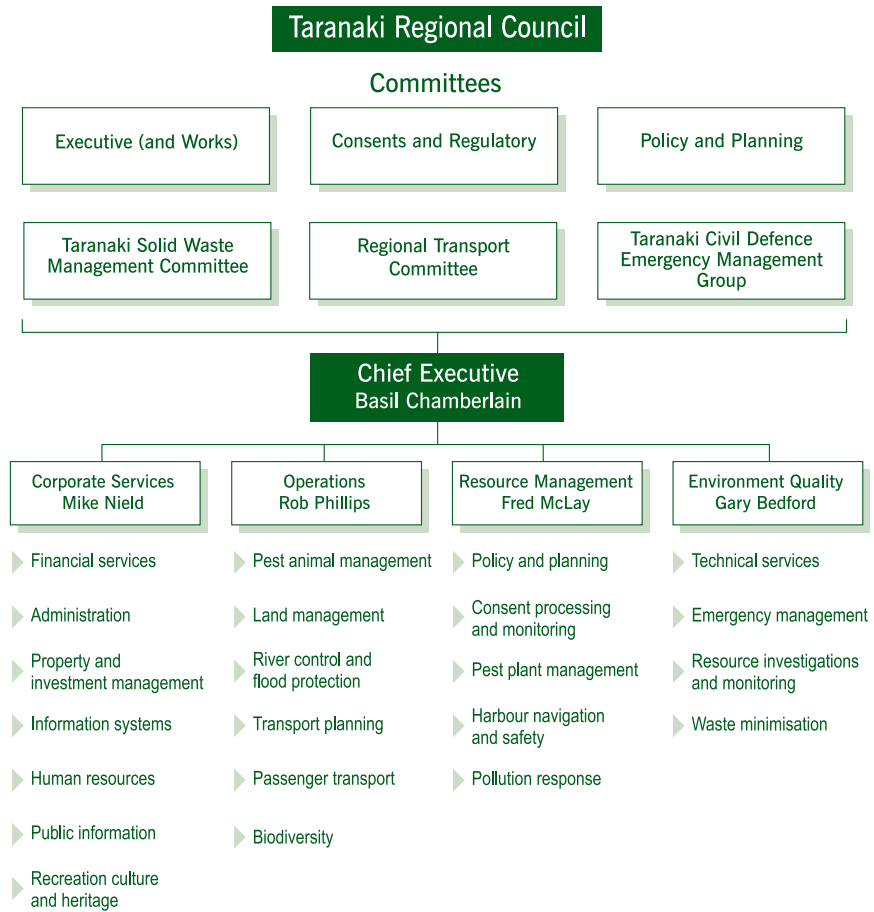 Taranaki Regional Council
Committees
Executive (and Works)
Consents and Regulatory
Policy and Planning
Taranaki Solid Waste
Management Committee
Regional Transport
Committee
Taranaki Civil Defence
Emergency Management
Group
Chief Executive
Basil Chamberlain
Corporate Services
Mike Nield
Financial services
Administration
Property and
investment management
Information systems
Human resources
Public information
Recreation culture
and heritage
Operations
Rob Phillips
Pest animal management
Land management
River control and
flood protection
Transport planning
Passenger transport
Biodiversity
Resource Management
Fred McLay
Policy and planning
Consent processing
and monitoring
Pest plant management
Harbour navigation
and safety
Pollution response
Environment Quality
Gary Bedford
Technical services
Emergency management
Resource investigations
and monitoring
Waste minimisation